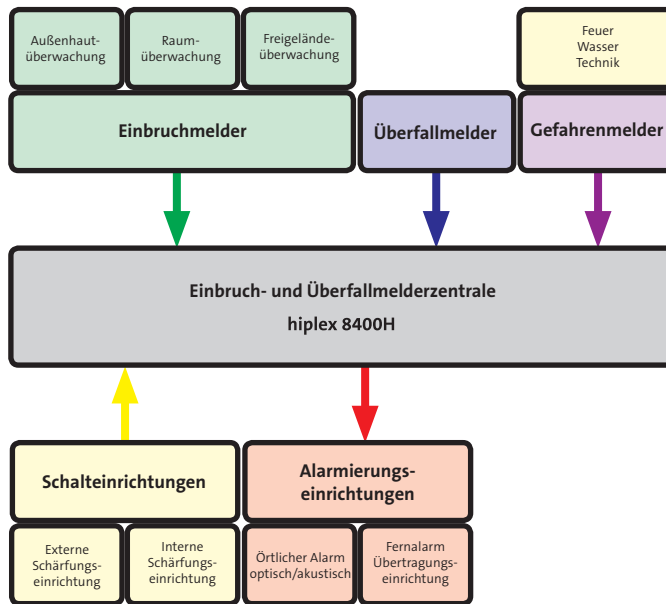 Außenhaut-
überwachung
Raum-
überwachung
Freigelände-
überwachung
Feuer
Wasser
Technik
Einbruchmelder
Überfallmelder
Gefahrenmelder
Einbruch- und Überfallmelderzentrale
hiplex 8400H
Schalteinrichtungen
Alarmierungs-
einrichtungen
Externe
Schärfungs-
einrichtung
Interne
Schärfungs-
einrichtung
Örtlicher Alarm
optisch/akustisch
Fernalarm
Übertragungs-
einrichtung